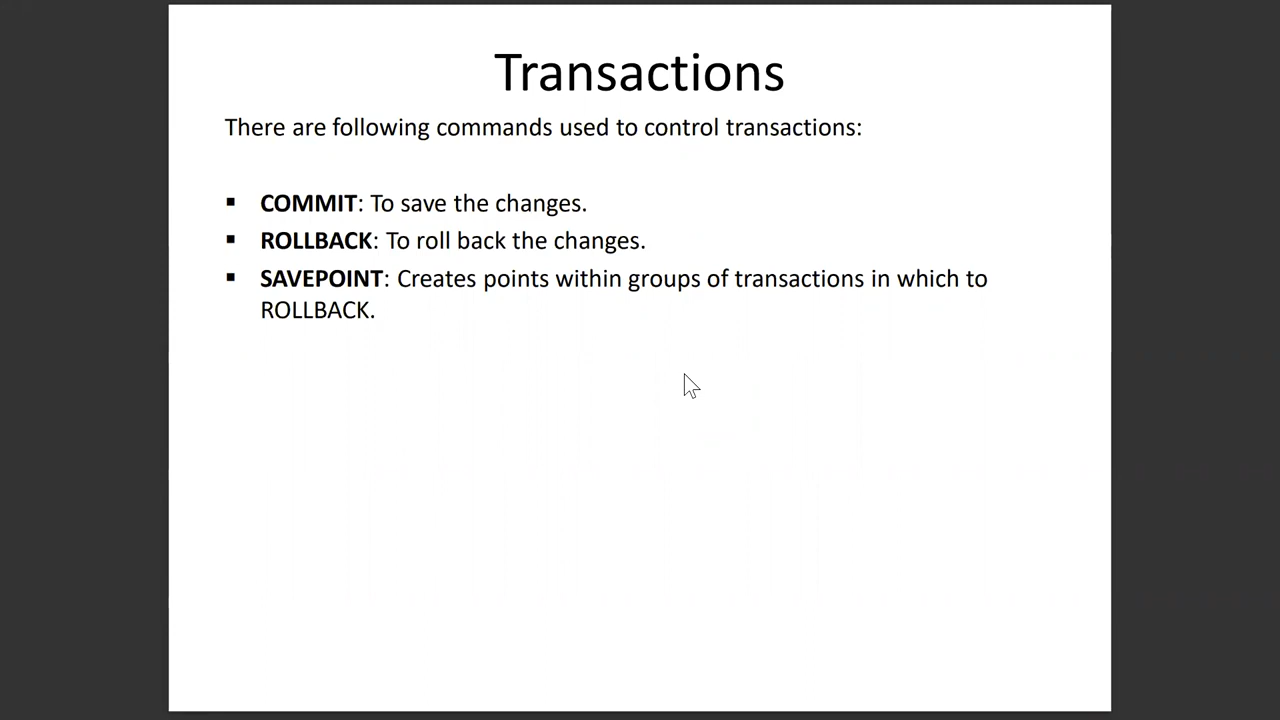 Transactions
There are following commands used to control transactions:
▪ COMMIT: To save the changes.
▪ ROLLBACK: To roll back the changes.
▪ SAVEPOINT: Creates points within groups of transactions in which to
ROLLBACK.